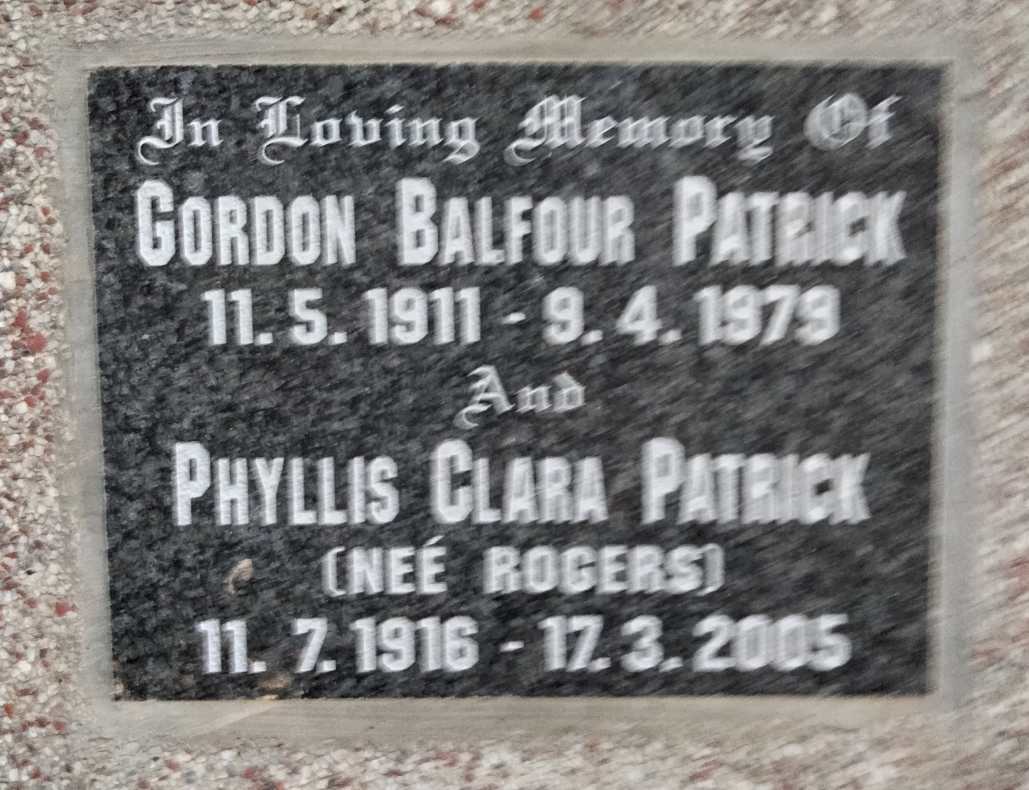 In Loving Memory Of
GORDON BALFOUR PATRICK
11. 5. 1911 - 9. 4. 1979
And
PHYLLIS CLARA PATRICK
(NEÉ ROGERS)
11. 7. 1916 - 17. 3. 2005